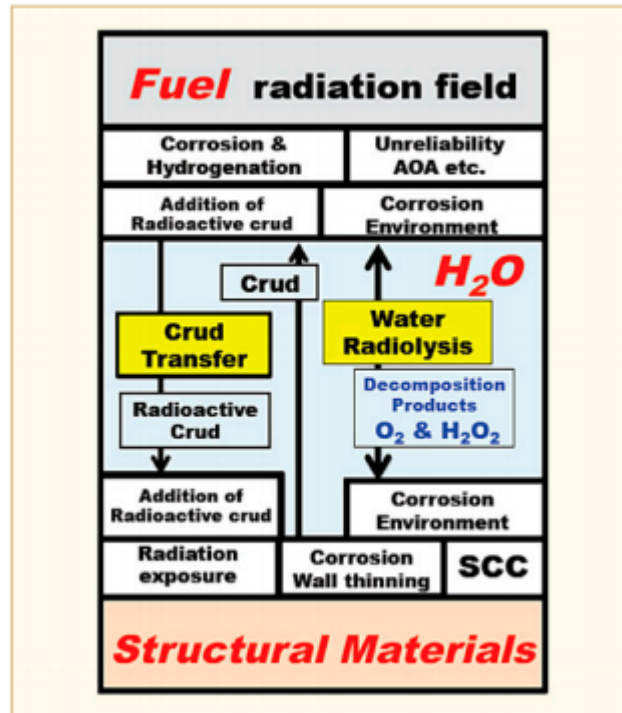 Fuel radiation field
Corrosion &
Hydrogenation
Unreliability
AOA etc.
Addition of
Radioactive crud
Corrosion
Environment
H₂O
Crud
Crud
Transfer
Water
Radiolysis
Decomposition
Products
O₂ & H₂O₂
Radioactive
Crud
Addition of
Radioactive crud
Corrosion
Environment
Radiation
exposure
Corrosion
Wall thinning
SCC
Structural Materials